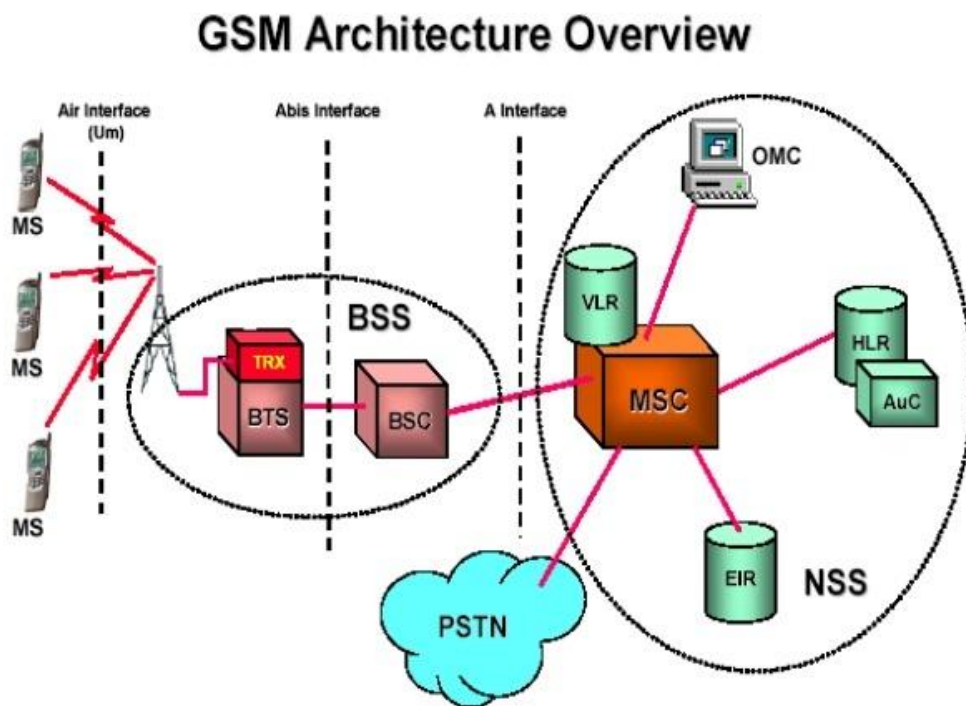 GSM Architecture Overview
Air Interface
(Um)
Abis Interface
A Interface
OMC
MS
VLR
MS
BSS
HLR
TRX
MSC
AuC
BTS
BSC
MS
EIR
NSS
PSTN